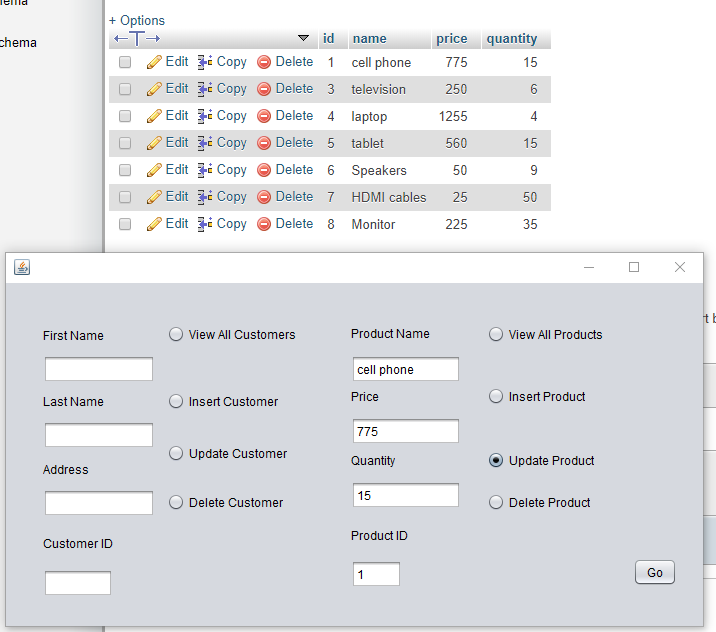 + Options
id name price quantity
Edit Copy Delete 1 cell phone 775 15
Edit Copy Delete 3 television 250 6
Edit Copy Delete 4 laptop 1255 4
Edit Copy Delete 5 tablet 560 15
Edit Copy Delete 6 Speakers 50 9
Edit Copy Delete 7 HDMI cables 25 50
Edit Copy Delete 8 Monitor 225 35
chema
First Name
View All Customers
Last Name
Insert Customer
Update Customer
Address
Delete Customer
Customer ID
Product Name
View All Products
cell phone
Price
Insert Product
775
Quantity
Update Product
15
Delete Product
Product ID
1
Go